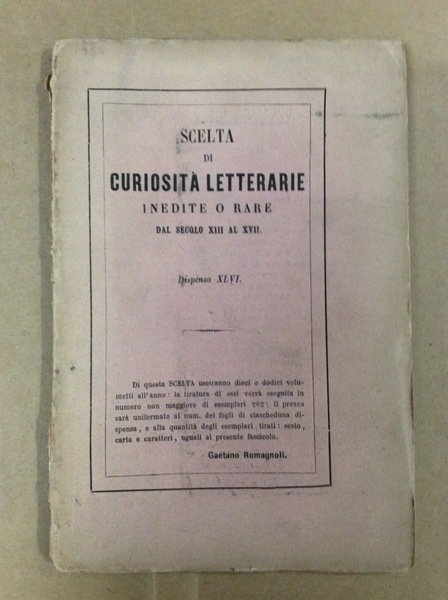 SCELTA
DI
CURIOSITÀ LETTERARIE
INEDITE O RARE
DAL SECOLO XIII AL XVII.
Dispensa XLVI.
Di questa SCELTA usciranno dieci o dodici volu-
metti all'anno: la tiratura di essi verrà eseguita in
numero non maggiore di esemplari 202: il prezzo
sarà uniformato al num. dei fogli di ciascheduna di-
spensa, e alla quantità degli esemplari tirati: sesto,
carta e caratteri, uguali al presente fascicolo.
Gaetano Romagnoli.